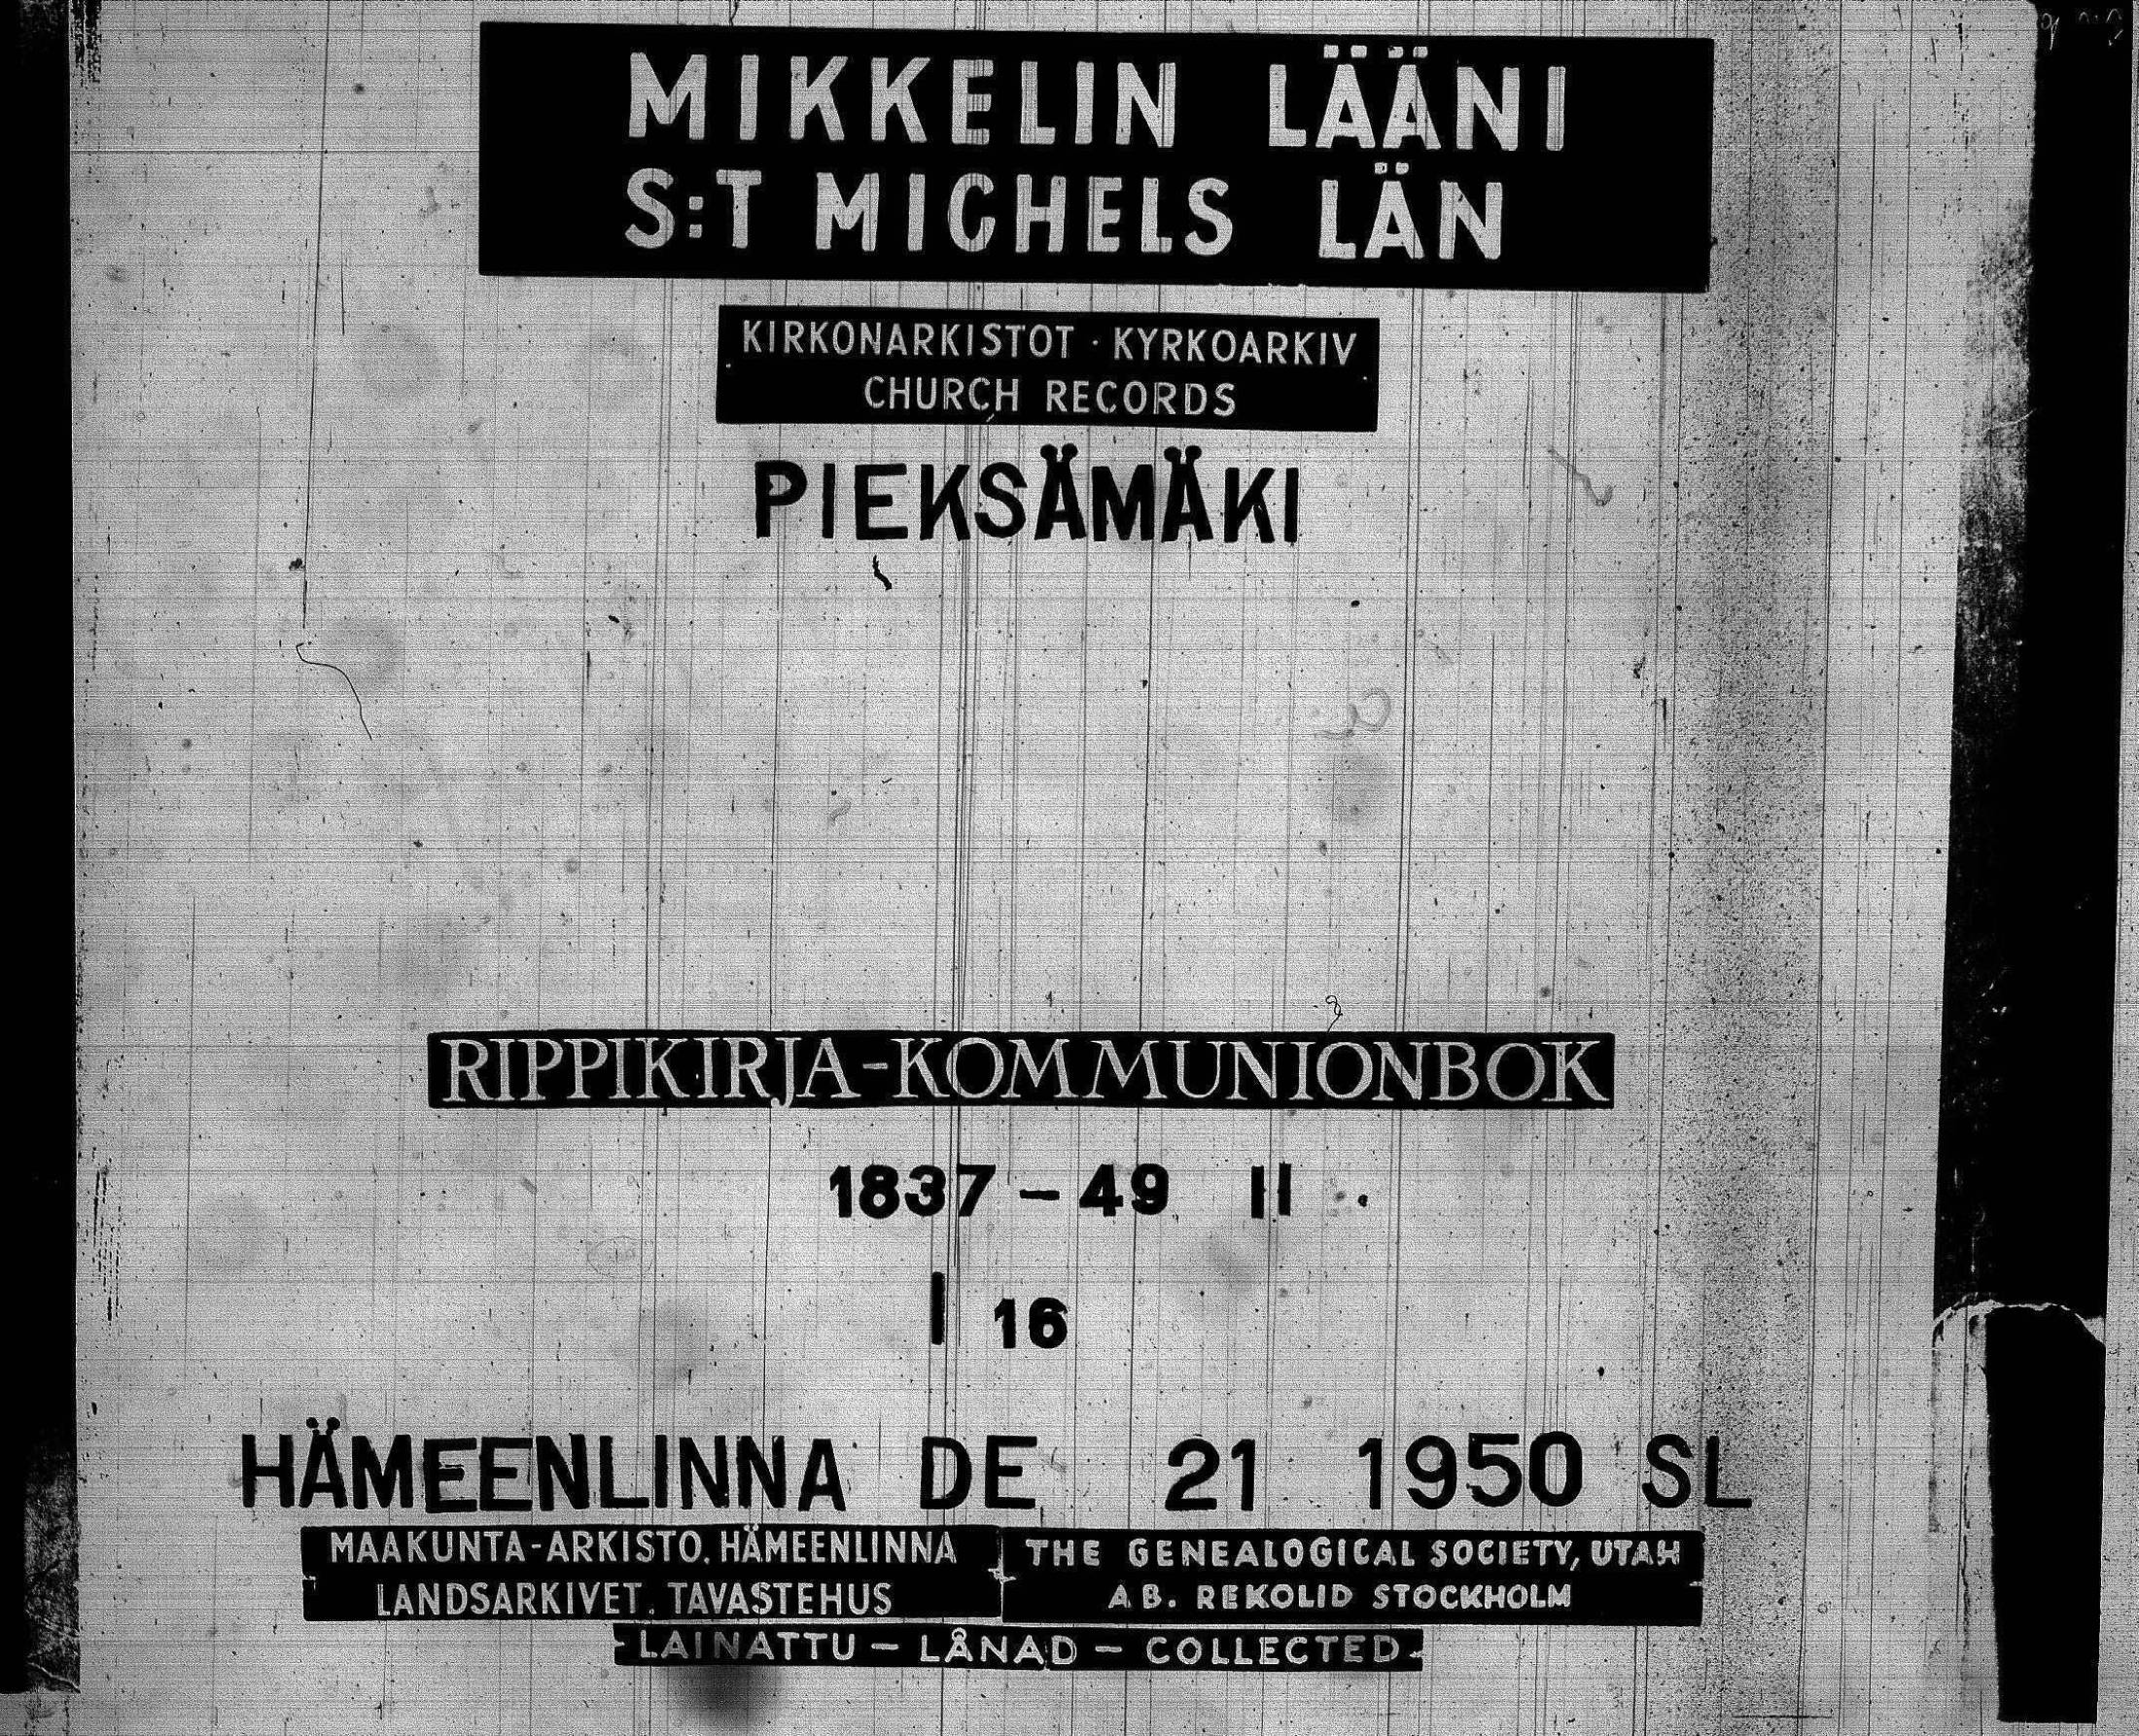 MIKKELIN LÄÄNI
S:T MICHELS LÄN
KIRKONARKISTOT · KYRKOARKIV
CHURCH RECORDS
PIEKSÄMÄKI
RIPPIKIRJA-KOMMUNIONBOK
1837-49 II
I 16
HÄMEENLINNA DE 21 1950 SL
MAAKUNTA-ARKISTO, HÄMEENLINNA
LANDSARKIVET, TAVASTEHUS
THE GENEALOGICAL SOCIETY, UTAH
AB. REKOLID STOCKHOLM
-LAINATTU - LÅNAD - COLLECTED-